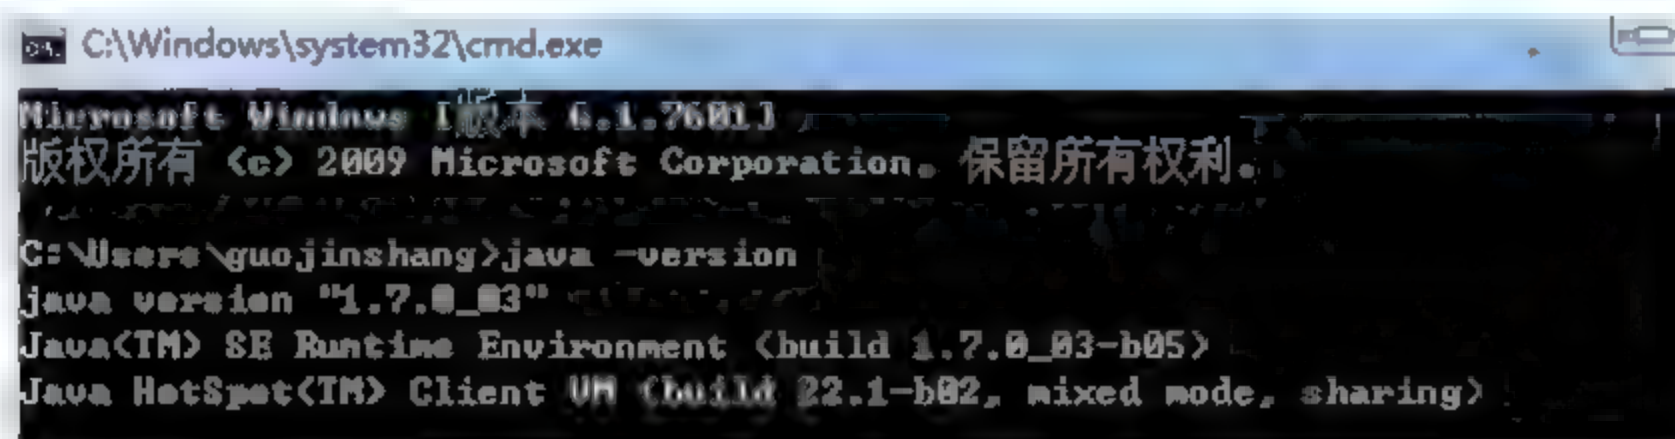 C:\Windows\system32\cmd.exe
Microsoft Windows [版本 6.1.7601]
版权所有 (c) 2009 Microsoft Corporation。保留所有权利。
C:\Users\guojinshang>java -version
java version "1.7.0_03"
Java(TM) SE Runtime Environment (build 1.7.0_03-b05)
Java HotSpot(TM) Client VM (build 22.1-b02, mixed mode, sharing)